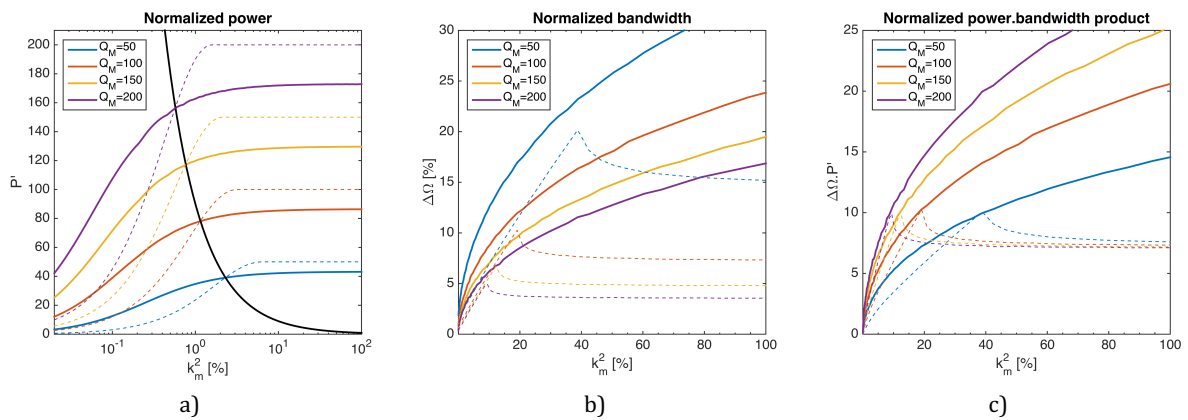 Normalized power
P'
200
180
160
140
120
100
80
60
40
20
0
Q_M=50
Q_M=100
Q_M=150
Q_M=200
10^-1
10^0
10^1
10^2
k_m^2 [%]
a)
Normalized bandwidth
ΔΩ [%]
30
25
20
15
10
5
0
Q_M=50
Q_M=100
Q_M=150
Q_M=200
20
40
60
80
100
k_m^2 [%]
b)
Normalized power.bandwidth product
ΔΩ.P'
25
20
15
10
5
0
Q_M=50
Q_M=100
Q_M=150
Q_M=200
20
40
60
80
100
k_m^2 [%]
c)